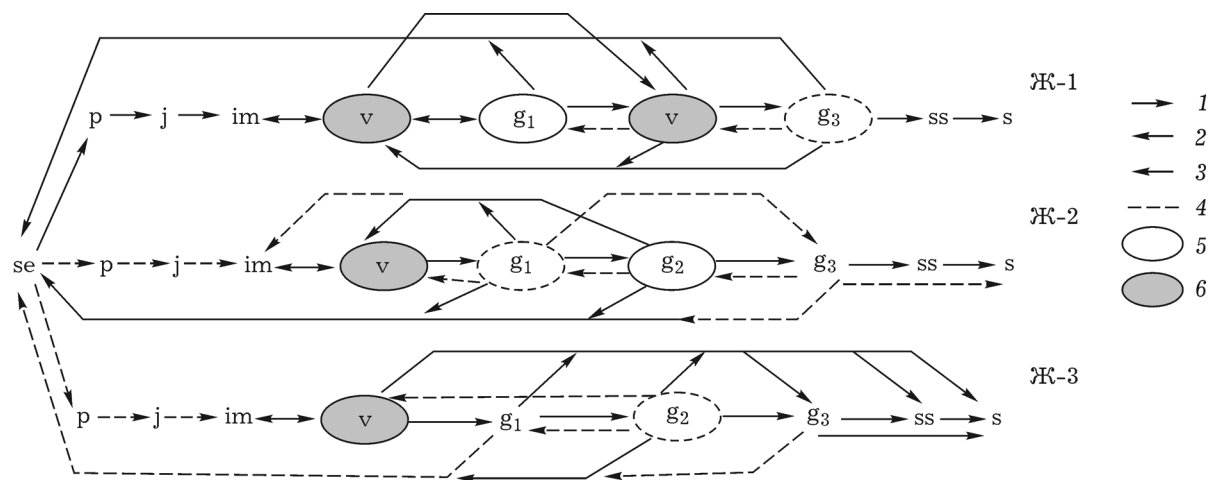 Ж-1
p j im v g₁ v g₃ ss s
1
2
3
Ж-2
4
se p j im v g₁ g₂ g₃ ss s
5
6
Ж-3
p j im v g₁ g₂ g₃ ss s